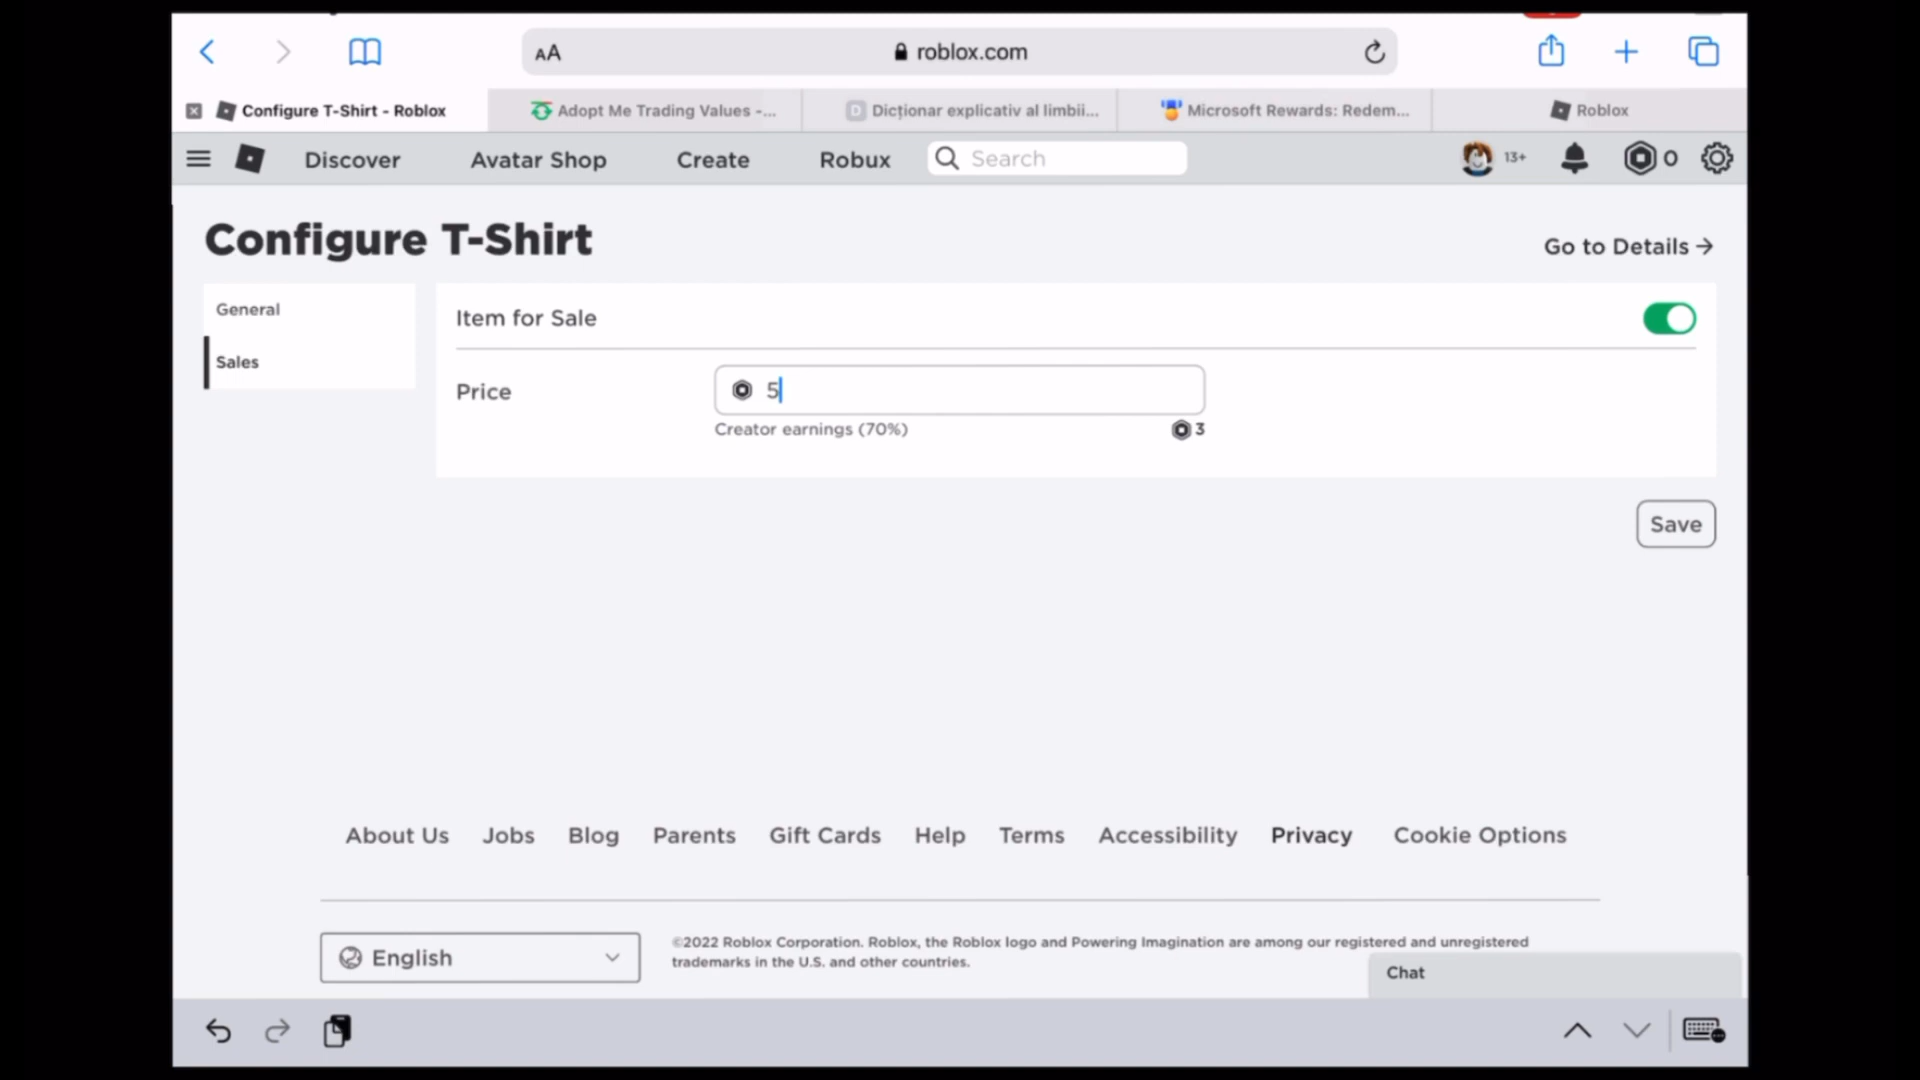 AA
roblox.com
Configure T-Shirt - Roblox
Adopt Me Trading Values -...
Dicționar explicativ al limbii...
Microsoft Rewards: Redem...
Roblox
Discover
Avatar Shop
Create
Robux
Search
13+
0
Configure T-Shirt
Go to Details
General
Sales
Item for Sale
Price
5
Creator earnings (70%)
3
Save
About Us
Jobs
Blog
Parents
Gift Cards
Help
Terms
Accessibility
Privacy
Cookie Options
English
©2022 Roblox Corporation. Roblox, the Roblox logo and Powering Imagination are among our registered and unregistered
trademarks in the U.S. and other countries.
Chat